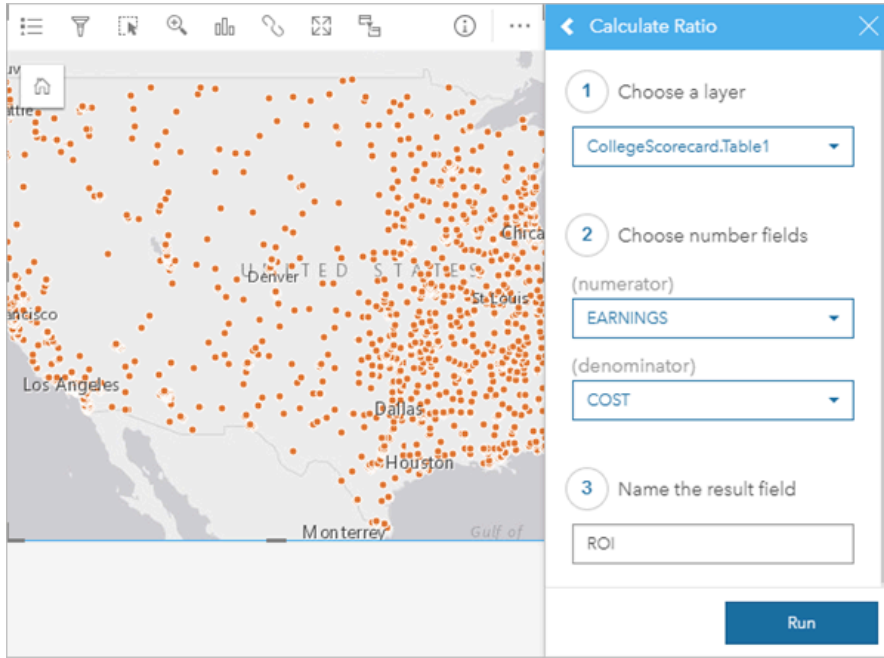 Calculate Ratio
1 Choose a layer
CollegeScorecard.Table1
2 Choose number fields
(numerator)
EARNINGS
(denominator)
COST
3 Name the result field
ROI
Run
UNITED STATES
Denver
St Louis
Los Angeles
Dallas
Houston
Monterrey
Gulf of